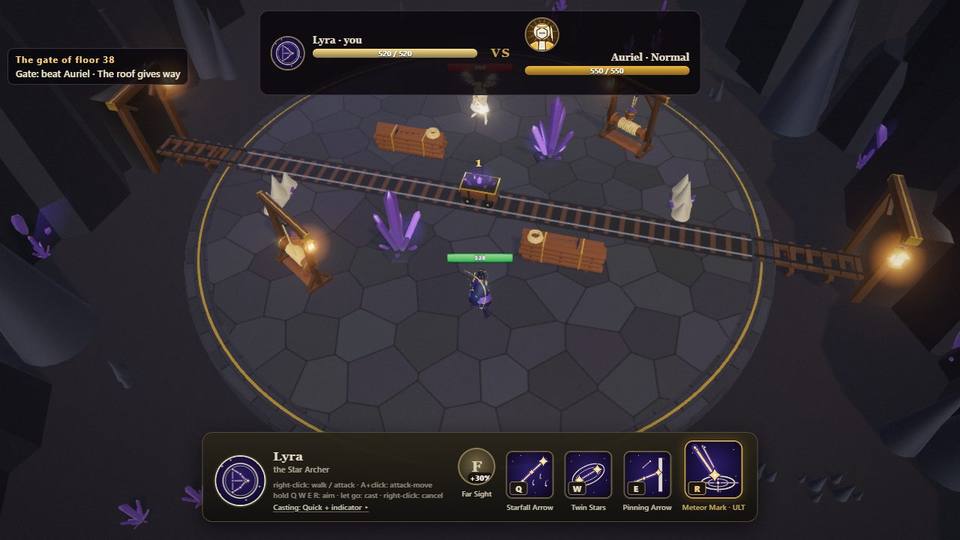 The gate of floor 38
Gate: beat Auriel · The roof gives way
Lyra · you
520 / 520
VS
Auriel · Normal
550 / 550
1
Lyra
the Star Archer
right-click: walk / attack · A+click: attack-move
hold Q W E R: aim · let go: cast · right-click: cancel
Casting: Quick + indicator
F
+30%
Far Sight
Q
Starfall Arrow
W
Twin Stars
E
Pinning Arrow
R
Meteor Mark · ULT